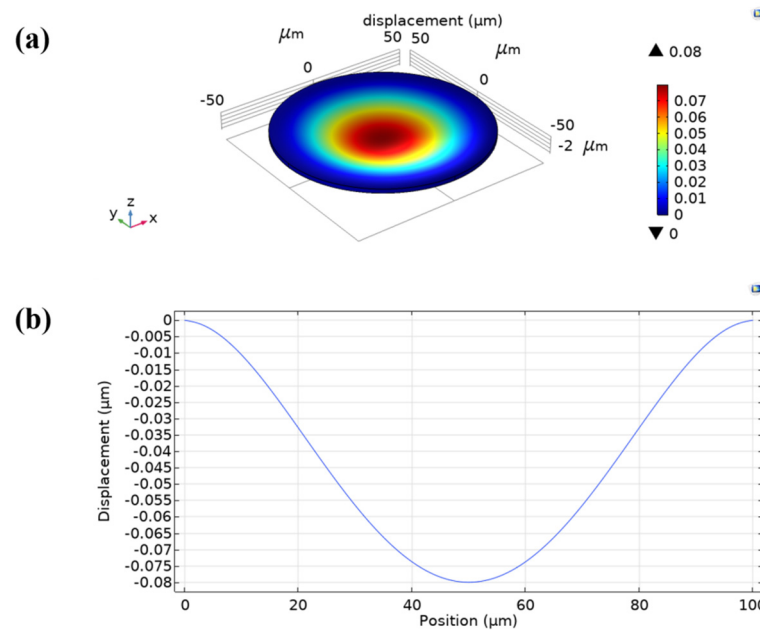 (a)
displacement (μm)
μm
50
50
μm
0
0
-50
-50
-2
μm
▲ 0.08
0.07
0.06
0.05
0.04
0.03
0.02
0.01
0
▼ 0
z
y
x
(b)
0
-0.005
-0.01
-0.015
-0.02
-0.025
-0.03
-0.035
-0.04
-0.045
-0.05
-0.055
-0.06
-0.065
-0.07
-0.075
-0.08
Displacement (μm)
0 20 40 60 80 100
Position (μm)